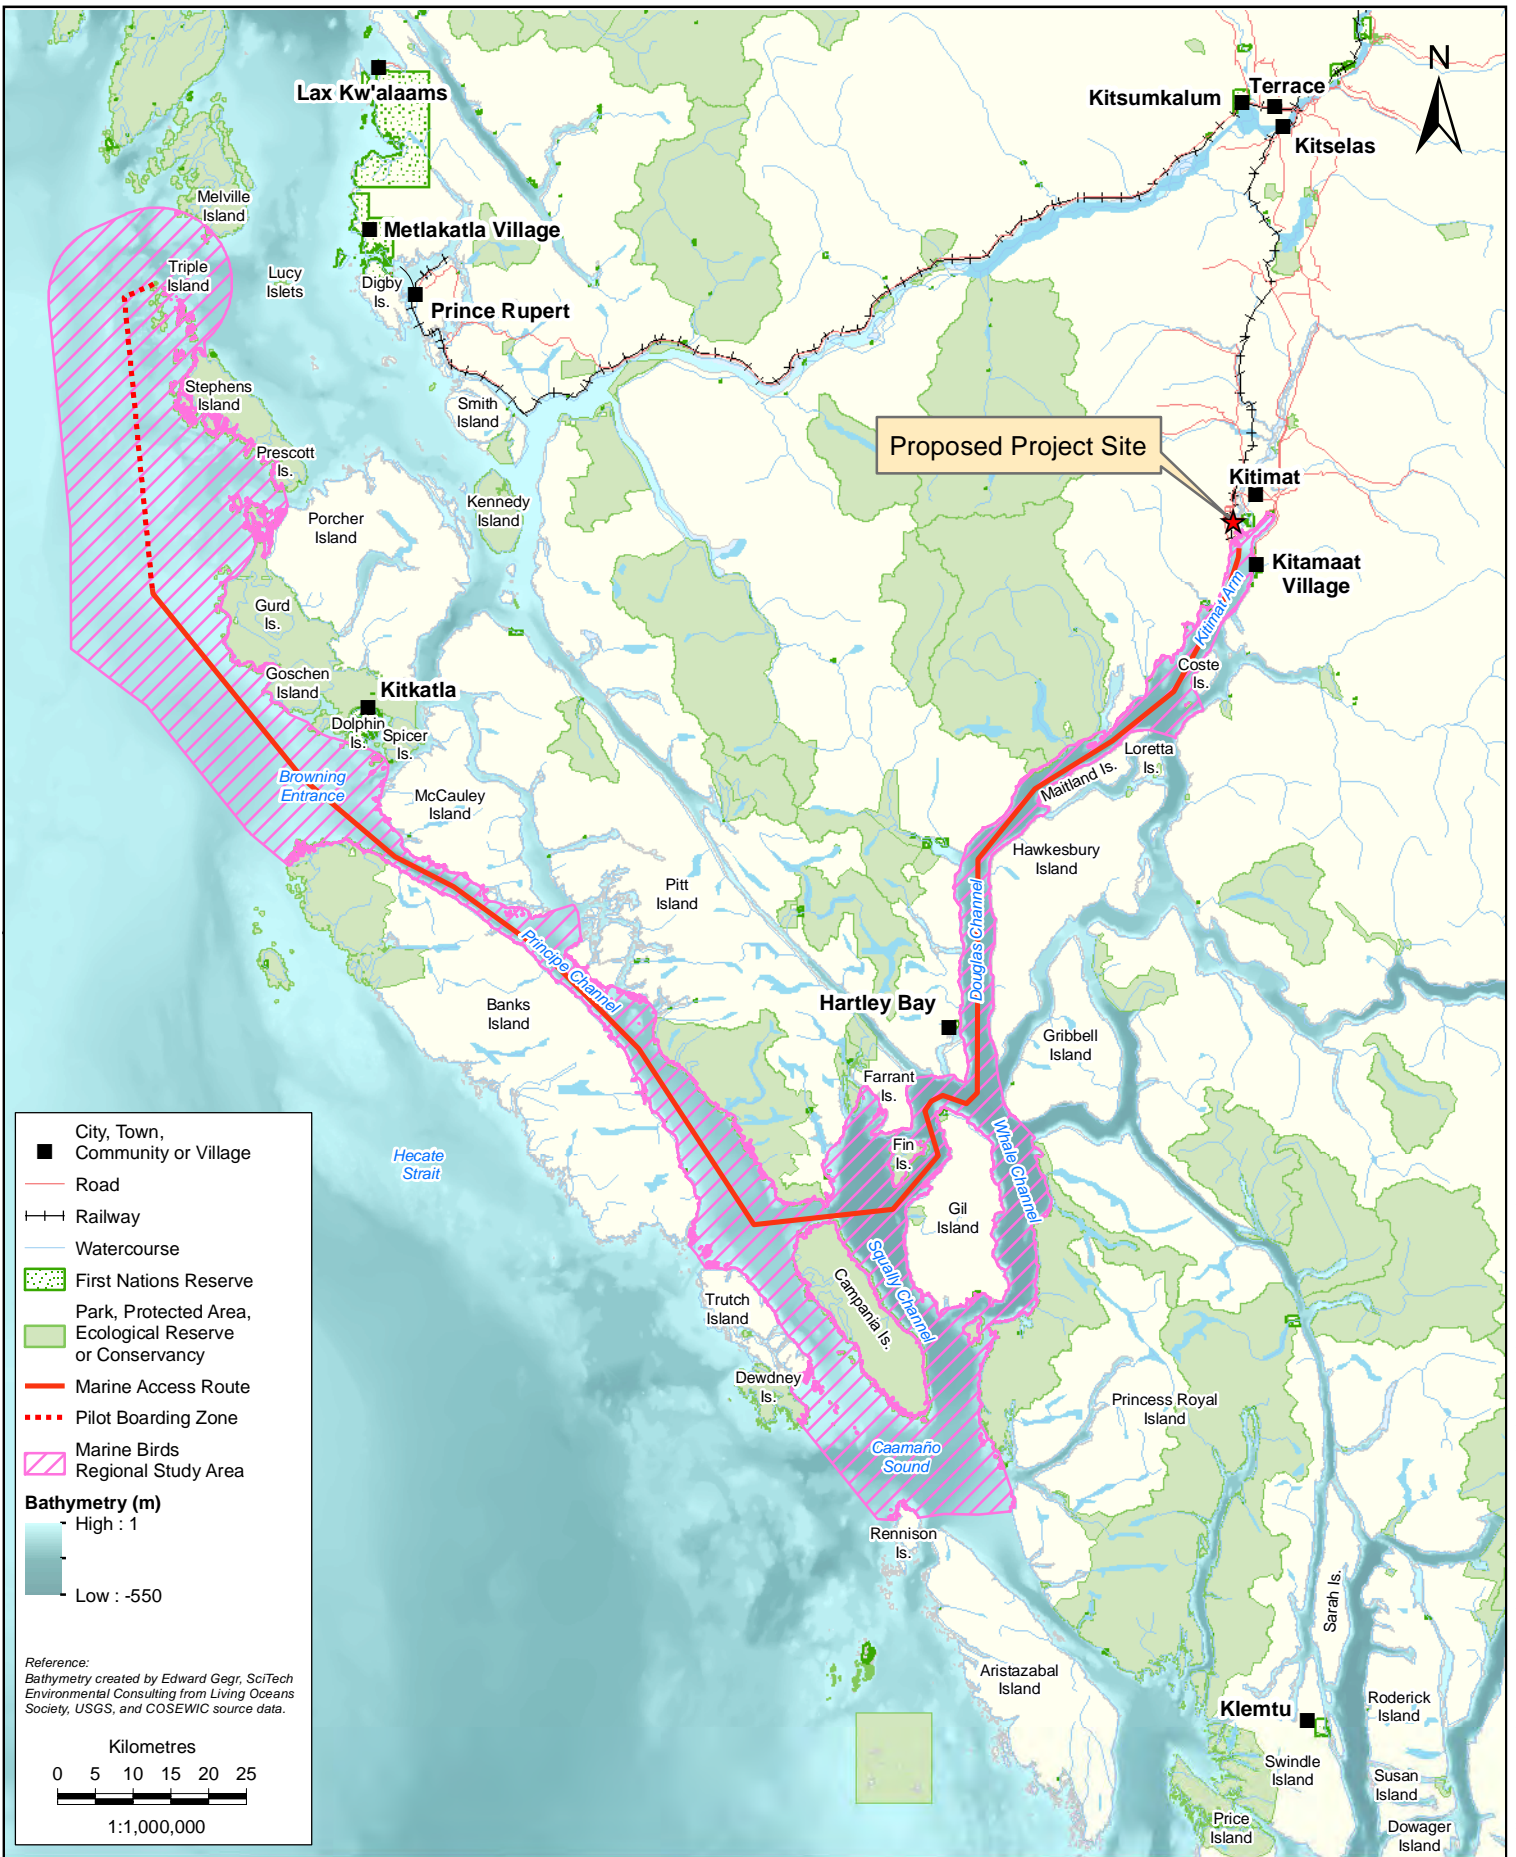 N
Lax Kw'alaams
Kitsumkalum
Terrace
Kitselas
Melville
Island
Metlakatla Village
Triple
Island
Lucy
Islets
Digby
Is.
Prince Rupert
Stephens
Island
Smith
Island
Prescott
Is.
Proposed Project Site
Kitimat
Kennedy
Island
Porcher
Island
Kitamaat
Village
Kitimat Arm
Gurd
Is.
Goschen
Island
Kitkatla
Coste
Is.
Dolphin
Is.
Spicer
Is.
Loretta
Is.
Browning
Entrance
Maitland Is.
McCauley
Island
Hawkesbury
Island
Pitt
Island
Douglas Channel
Principe Channel
Banks
Island
Hartley Bay
Gribbell
Island
Farrant
Is.
Fin
Is.
Whale Channel
Hecate
Strait
Gil
Island
Squally Channel
Campania Is.
Trutch
Island
Dewdney
Is.
Princess Royal
Island
Caamaño
Sound
Rennison
Is.
Sarah Is.
Aristazabal
Island
Klemtu
Roderick
Island
Swindle
Island
Susan
Island
Price
Island
Dowager
Island
City, Town,
Community or Village
Road
Railway
Watercourse
First Nations Reserve
Park, Protected Area,
Ecological Reserve
or Conservancy
Marine Access Route
Pilot Boarding Zone
Marine Birds
Regional Study Area
Bathymetry (m)
High : 1
Low : -550
Reference:
Bathymetry created by Edward Gegr, SciTech
Environmental Consulting from Living Oceans
Society, USGS, and COSEWIC source data.
Kilometres
0 5 10 15 20 25
1:1,000,000